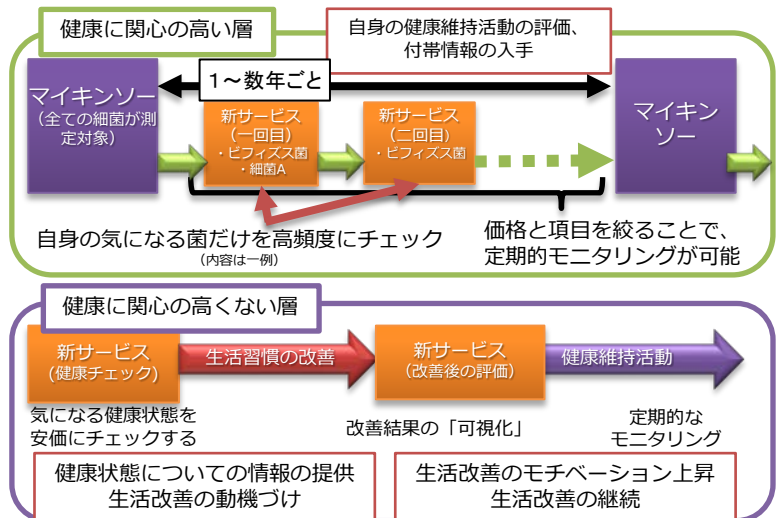 健康に関心の高い層
自身の健康維持活動の評価、
付帯情報の入手
1～数年ごと
マイキンソー
(全ての細菌が測
定対象)
新サービス
(一回目)
・ビフィズス菌
・細菌A
新サービス
(二回目)
・ビフィズス菌
マイキン
ソー
自身の気になる菌だけを高頻度にチェック
(内容は一例)
価格と項目を絞ることで、
定期的モニタリングが可能
健康に関心の高くない層
新サービス
(健康チェック)
生活習慣の改善
新サービス
(改善後の評価)
健康維持活動
気になる健康状態を
安価にチェックする
改善結果の「可視化」
定期的な
モニタリング
健康状態についての情報の提供
生活改善の動機づけ
生活改善のモチベーション上昇
生活改善の継続